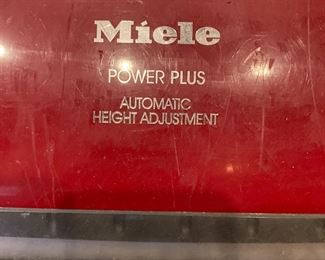 Miele
POWER PLUS
AUTOMATIC
HEIGHT ADJUSTMENT